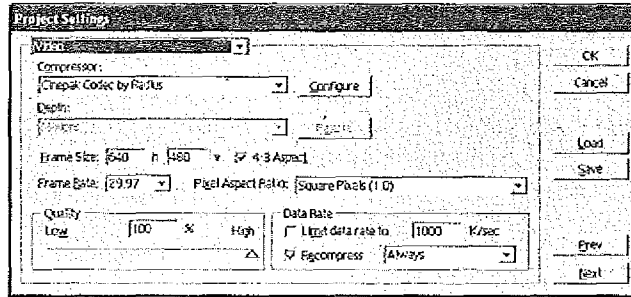 Project Settings
Video
OK
Compressor:
Cinepak Codec by Radius
Configure
Cancel
Depth:
Frame Size: 640 h 480 v 4:3 Aspect
Load
Save
Frame Rate: 29.97 Pixel Aspect Ratio: Square Pixels (1.0)
Quality
Low 100 % High
Data Rate
Limit data rate to 1000 K/sec
Recompress Always
Prev
Next